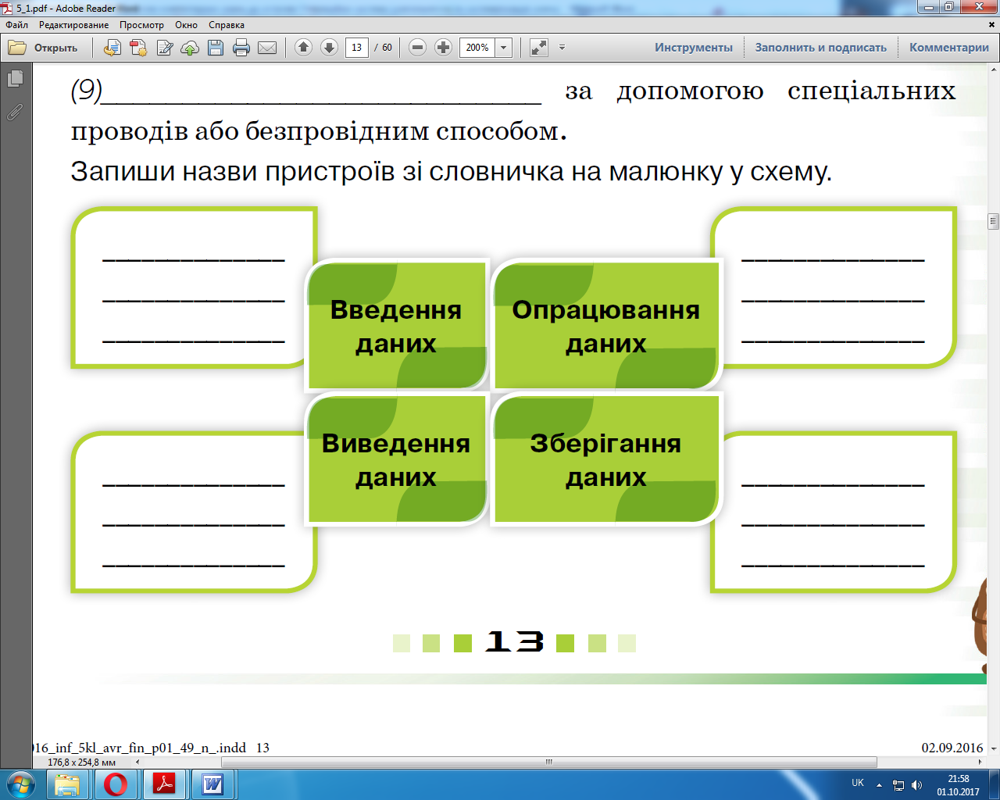 5_1.pdf - Adobe Reader
Файл Редактирование Просмотр Окно Справка
Открыть 13 / 60 200% Инструменты Заполнить и подписать Комментарии
(9)____________________________ за допомогою спеціальних
проводів або безпровідним способом.
Запиши назви пристроїв зі словничка на малюнку у схему.
Введення
даних
Опрацювання
даних
Виведення
даних
Зберігання
даних
13
016_inf_5kl_avr_fin_p01_49_n_.indd 13 02.09.2016
176,8 x 254,8 мм
UK 21:58
01.10.2017